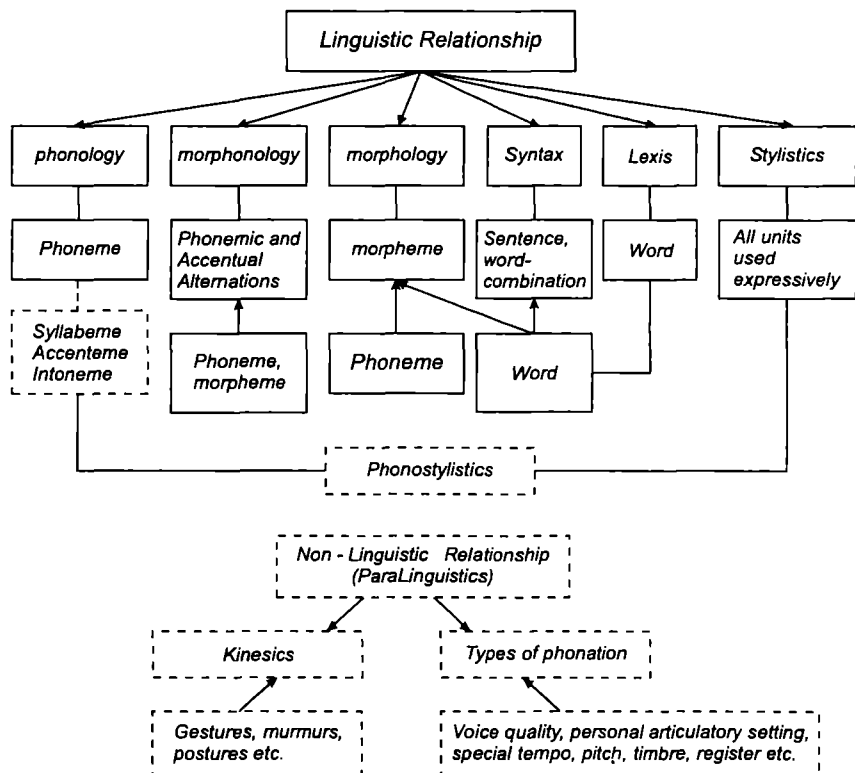 Linguistic Relationship
phonology
morphonology
morphology
Syntax
Lexis
Stylistics
Phoneme
Phonemic and
Accentual
Alternations
morpheme
Sentence,
word-
combination
Word
All units
used
expressively
Syllabeme
Accenteme
Intoneme
Phoneme,
morpheme
Phoneme
Word
Phonostylistics
Non - Linguistic Relationship
(ParaLinguistics)
Kinesics
Types of phonation
Gestures, murmurs,
postures etc.
Voice quality, personal articulatory setting,
special tempo, pitch, timbre, register etc.